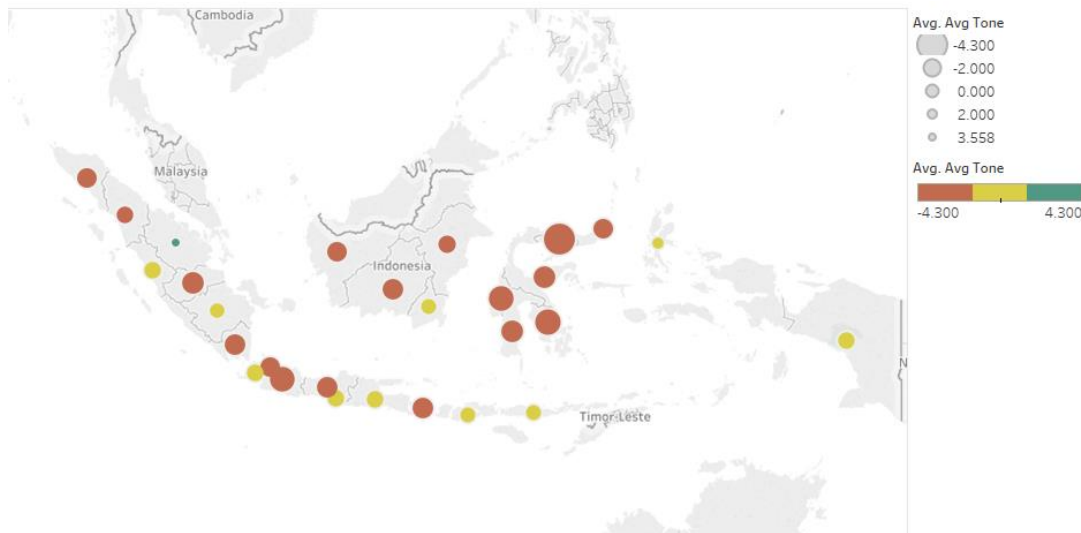 Cambodia
Malaysia
Indonesia
Timor-Leste
N
Avg. Avg Tone
-4.300
-2.000
0.000
2.000
3.558
Avg. Avg Tone
-4.300 4.300